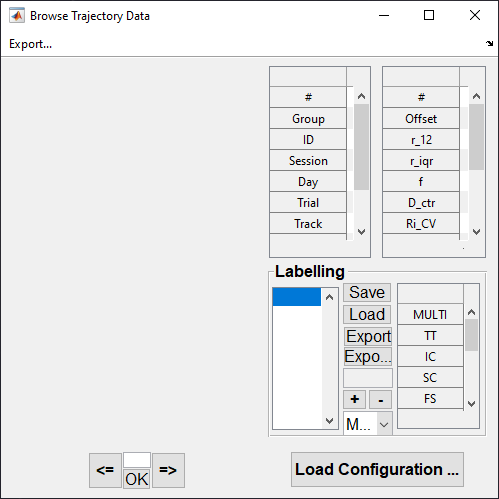 Browse Trajectory Data
Export...
#
Group
ID
Session
Day
Trial
Track
#
Offset
r_12
r_iqr
f
D_ctr
Ri_CV
Labelling
Save
Load
Export
Expo...
+ -
M...
MULTI
TT
IC
SC
FS
<= OK =>
Load Configuration ...